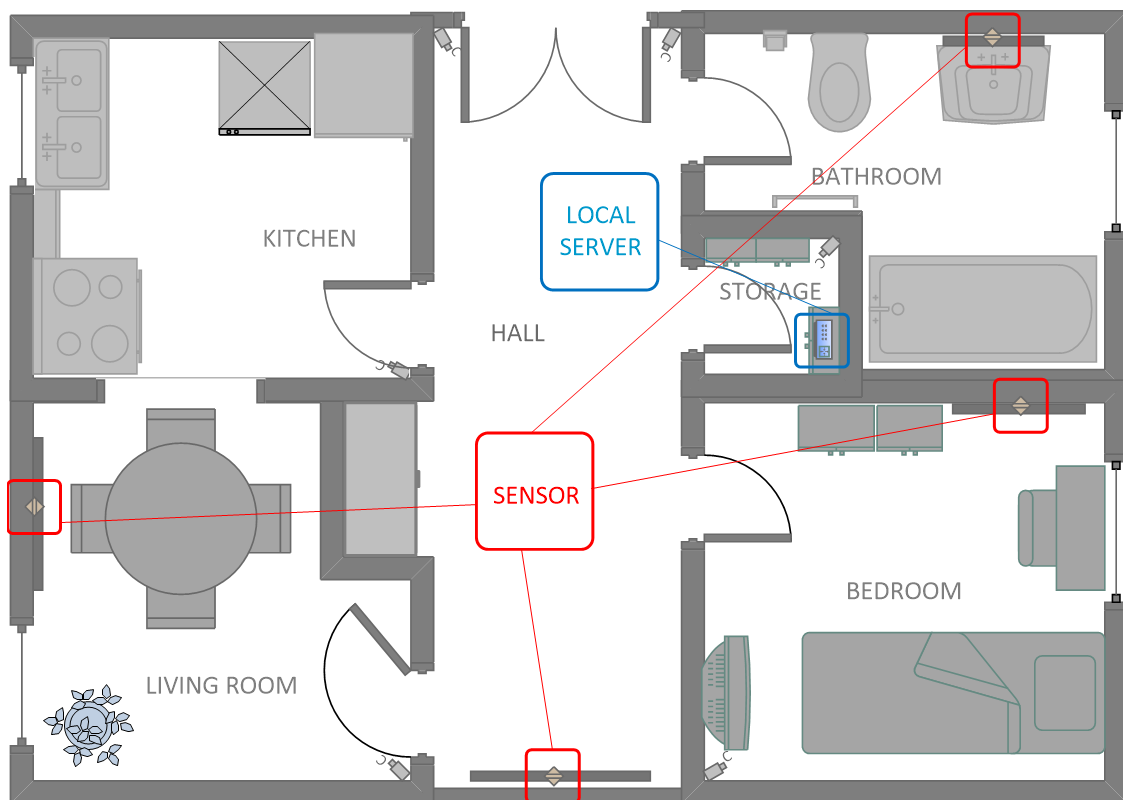 BATHROOM
LOCAL
SERVER
KITCHEN
STORAGE
HALL
SENSOR
BEDROOM
LIVING ROOM